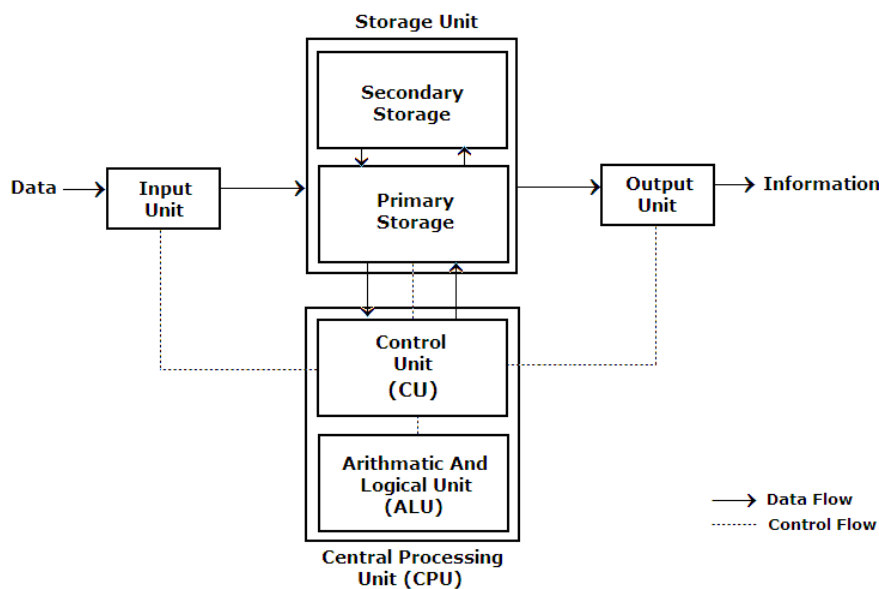 Storage Unit
Secondary
Storage
Data
Input
Unit
Primary
Storage
Output
Unit
Information
Control
Unit
(CU)
Arithmatic And
Logical Unit
(ALU)
Central Processing
Unit (CPU)
Data Flow
Control Flow